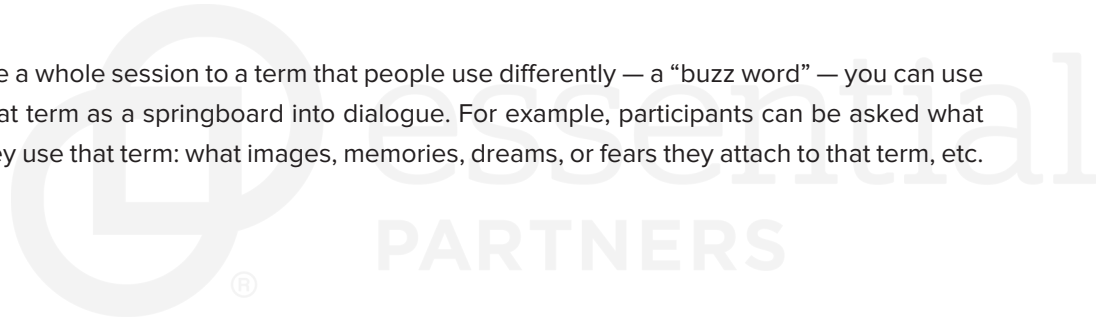 a whole session to a term that people use differently — a “buzz word” — you can use
term as a springboard into dialogue. For example, participants can be asked what
use that term: what images, memories, dreams, or fears they attach to that term, etc.
essential
PARTNERS
®